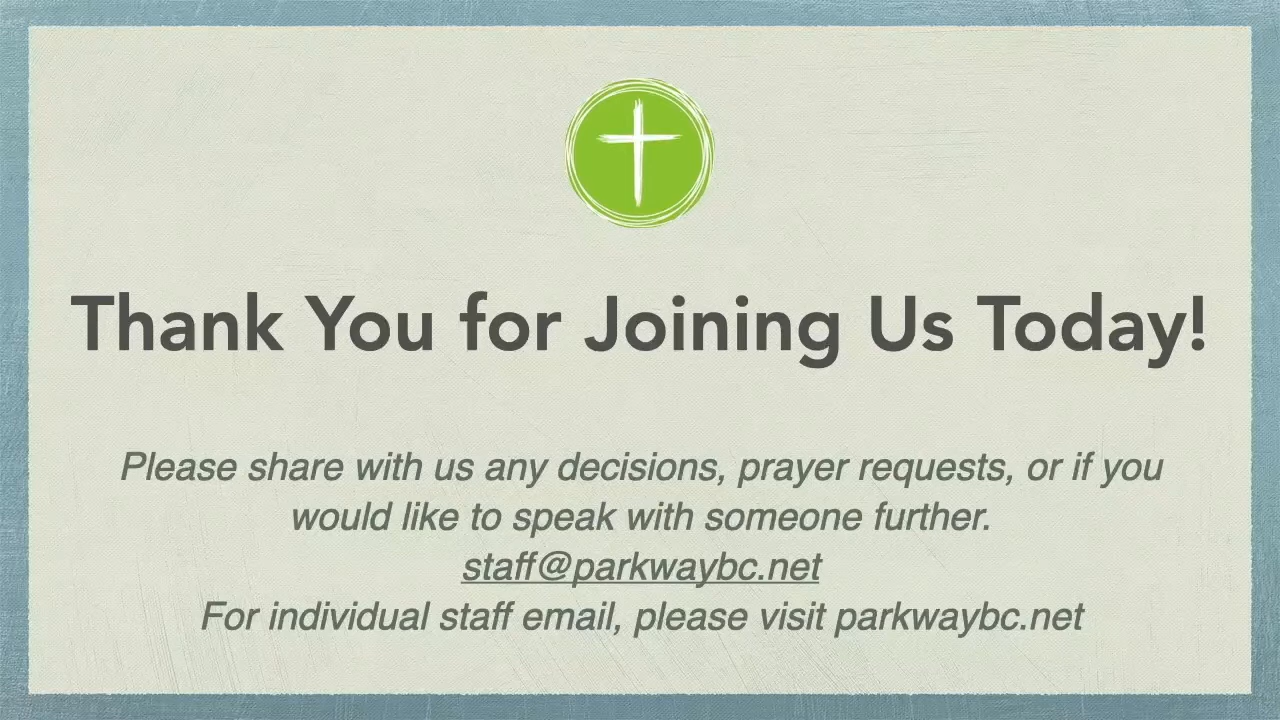 Thank You for Joining Us Today!
Please share with us any decisions, prayer requests, or if you
would like to speak with someone further.
staff@parkwaybc.net
For individual staff email, please visit parkwaybc.net